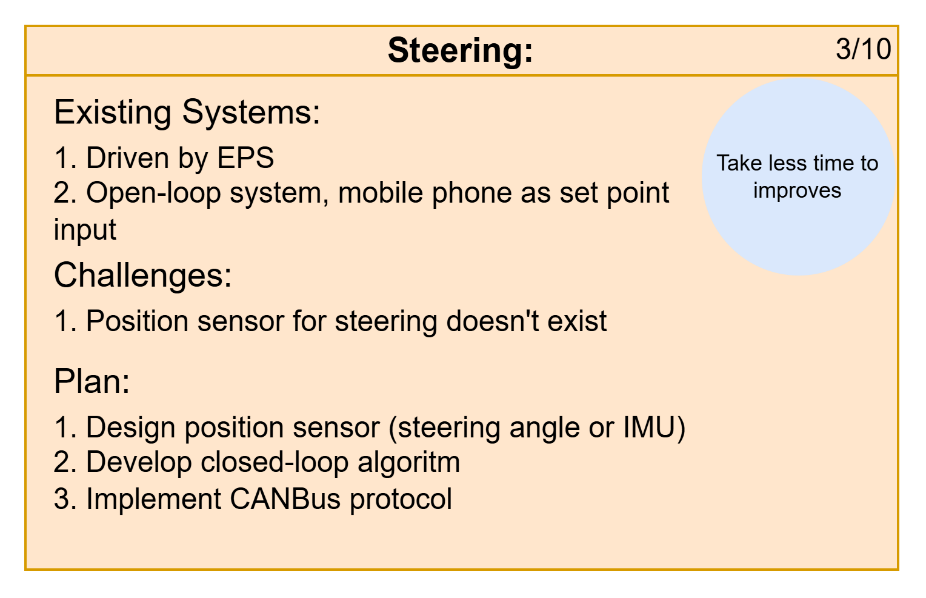 Steering:
3/10
Existing Systems:
1. Driven by EPS
2. Open-loop system, mobile phone as set point
input
Take less time to
improves
Challenges:
1. Position sensor for steering doesn't exist
Plan:
1. Design position sensor (steering angle or IMU)
2. Develop closed-loop algoritm
3. Implement CANBus protocol